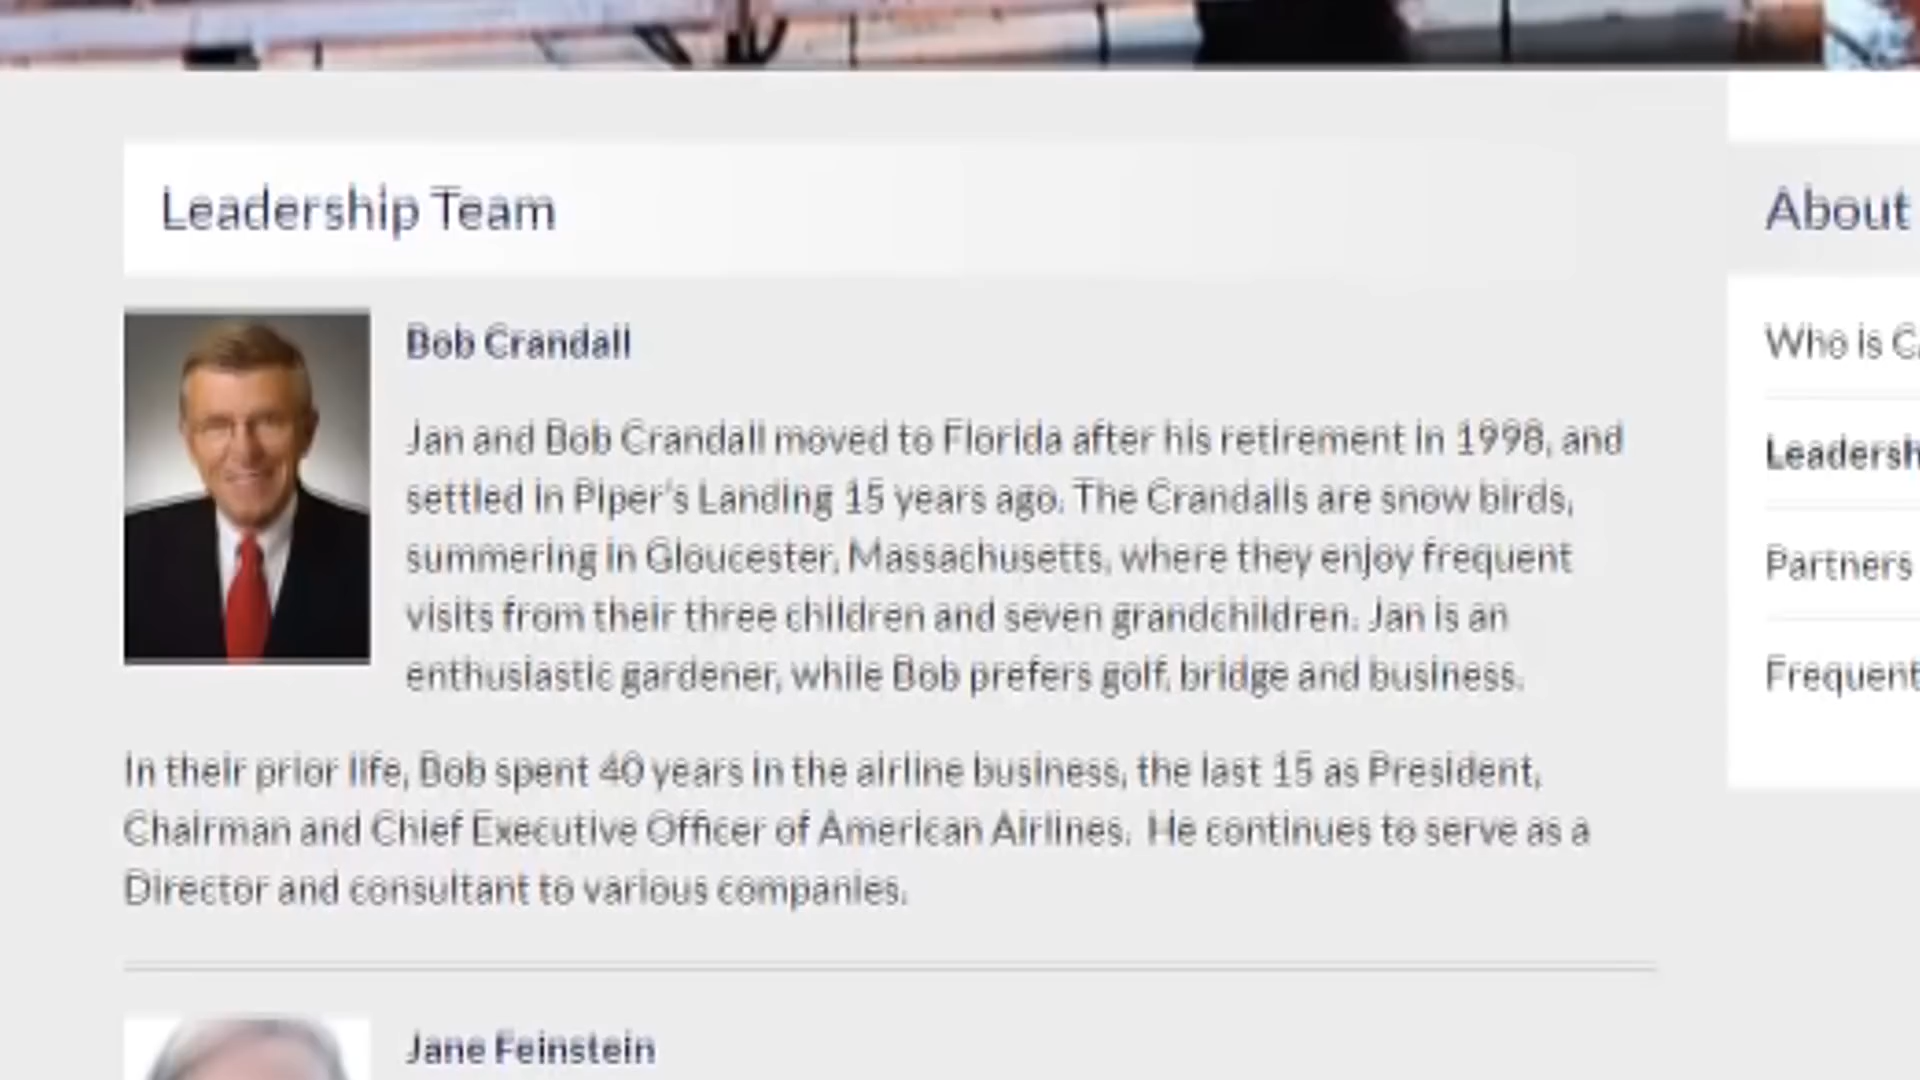 Leadership Team
About
Bob Crandall
Jan and Bob Crandall moved to Florida after his retirement in 1998, and
settled in Piper's Landing 15 years ago. The Crandalls are snow birds,
summering in Gloucester, Massachusetts, where they enjoy frequent
visits from their three children and seven grandchildren. Jan is an
enthusiastic gardener, while Bob prefers golf, bridge and business.
In their prior life, Bob spent 40 years in the airline business, the last 15 as President,
Chairman and Chief Executive Officer of American Airlines. He continues to serve as a
Director and consultant to various companies.
Jane Feinstein
Who is
Partners